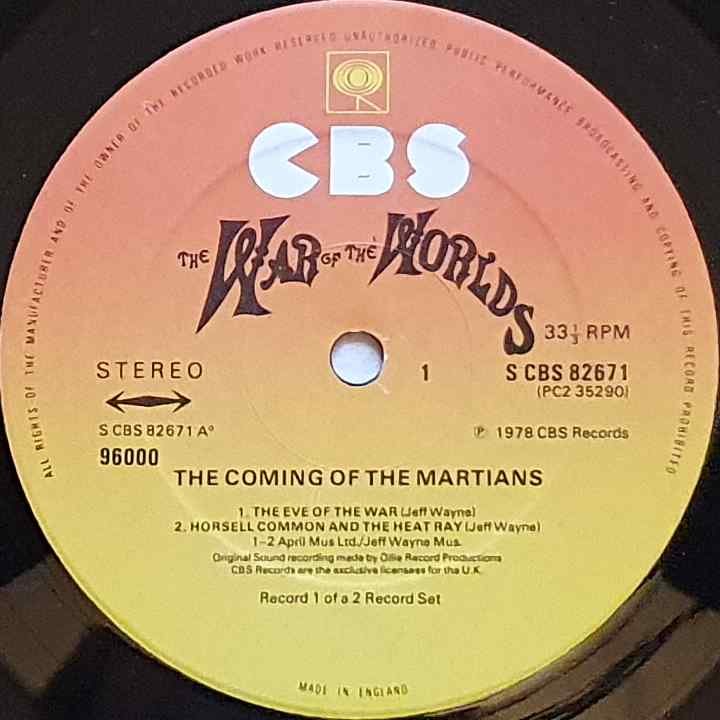 ALL RIGHTS OF THE MANUFACTURER AND OF THE OWNER OF THE RECORDED WORK RESERVED UNAUTHORIZED PUBLIC PERFORMANCE BROADCASTING AND COPYING OF THIS RECORD PROHIBITED
CBS
THE WAR OF THE WORLDS
33⅓ RPM
STEREO
1
S CBS 82671
(PC2 35290)
S CBS 82671 A°
℗ 1978 CBS Records
96000
THE COMING OF THE MARTIANS
1. THE EVE OF THE WAR (Jeff Wayne)
2. HORSELL COMMON AND THE HEAT RAY (Jeff Wayne)
1-2 April Mus Ltd./Jeff Wayne Mus.
Original Sound recording made by Ollie Record Productions
CBS Records are the exclusive licensees for the U.K.
Record 1 of a 2 Record Set
MADE IN ENGLAND